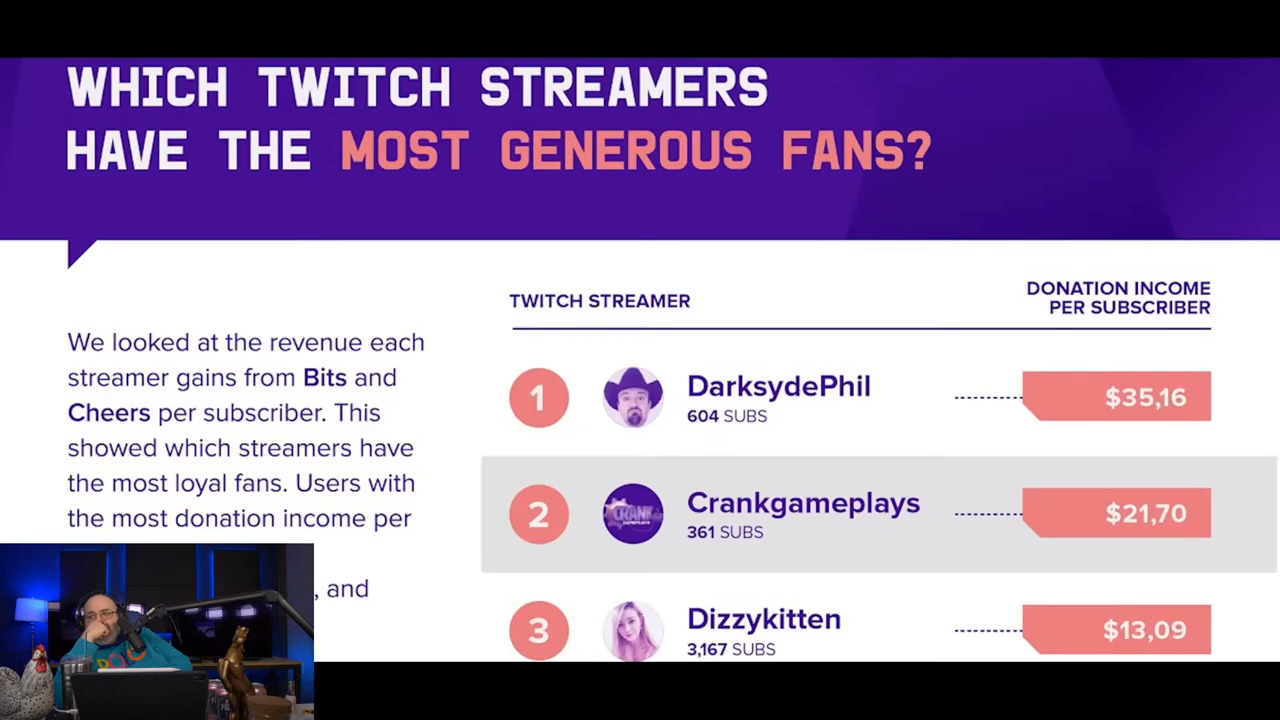 WHICH TWITCH STREAMERS
HAVE THE MOST GENEROUS FANS?
TWITCH STREAMER
DONATION INCOME
PER SUBSCRIBER
We looked at the revenue each
streamer gains from Bits and
Cheers per subscriber. This
showed which streamers have
the most loyal fans. Users with
the most donation income per
, and
1
DarksydePhil
604 SUBS
$35,16
2
CRANK
GAMEPLAYS
Crankgameplays
361 SUBS
$21,70
3
Dizzykitten
3,167 SUBS
$13,09